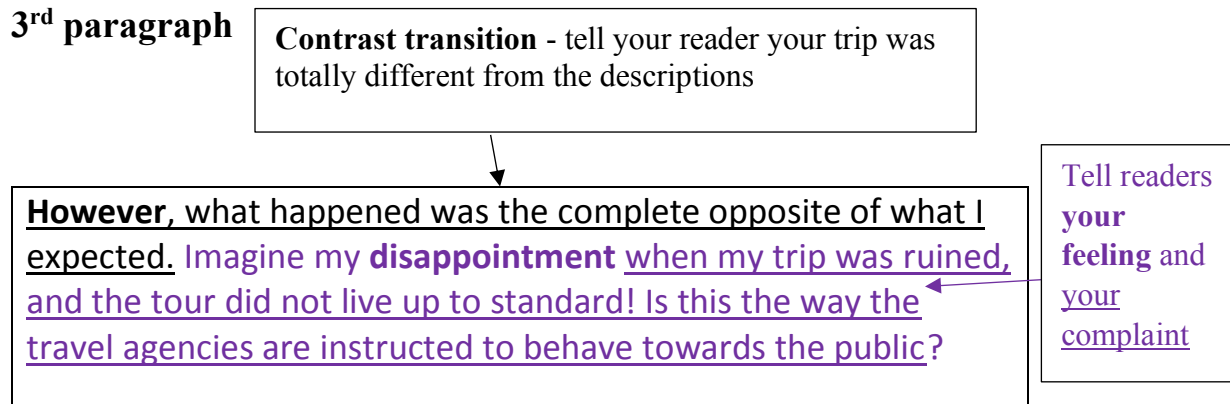 3rd paragraph
Contrast transition - tell your reader your trip was
totally different from the descriptions
However, what happened was the complete opposite of what I
expected. Imagine my disappointment when my trip was ruined,
and the tour did not live up to standard! Is this the way the
travel agencies are instructed to behave towards the public?
Tell readers
your
feeling and
your
complaint